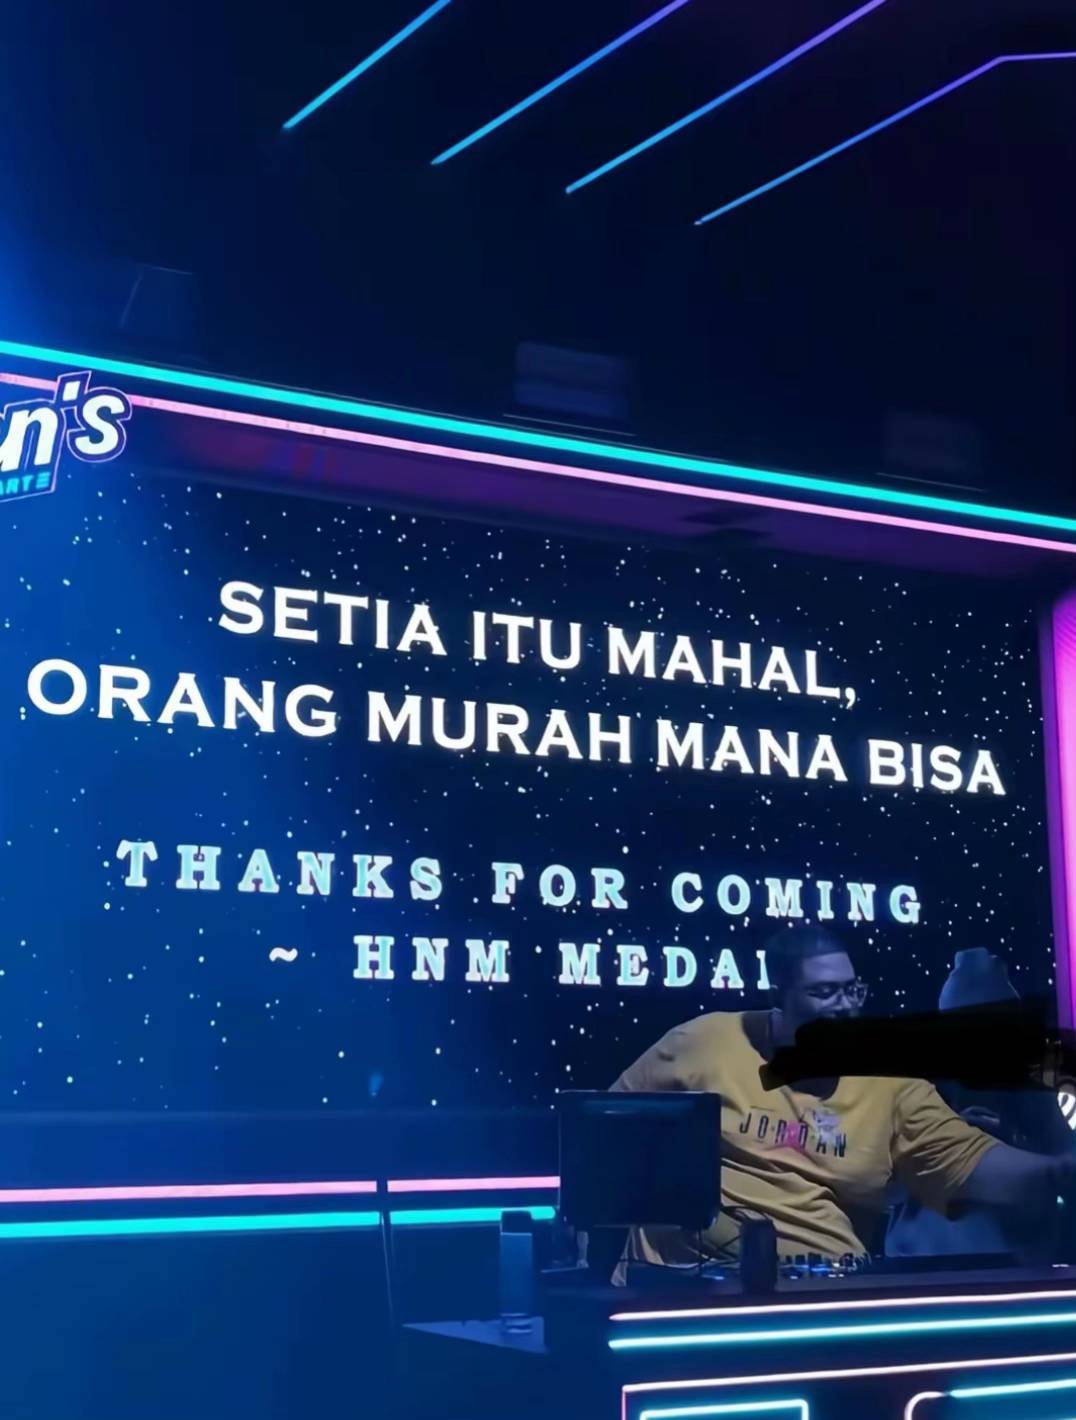 n's
SETIA ITU MAHAL,
ORANG MURAH MANA BISA
THANKS FOR COMING
~ HNM
JORDAN